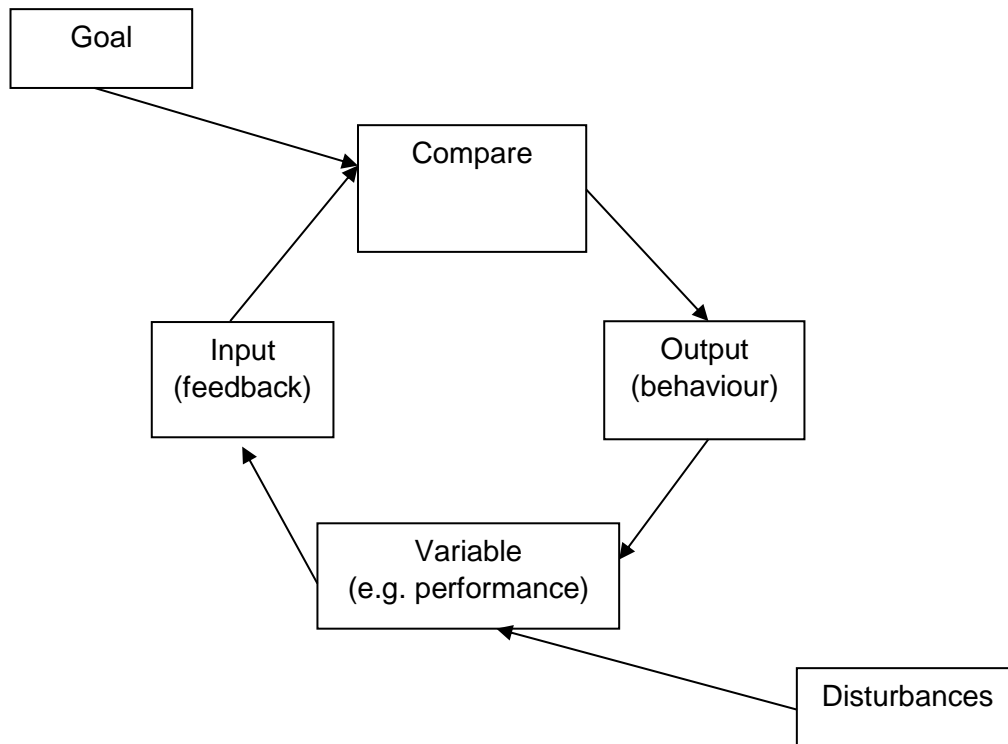 Goal
Compare
Input
(feedback)
Output
(behaviour)
Variable
(e.g. performance)
Disturbances